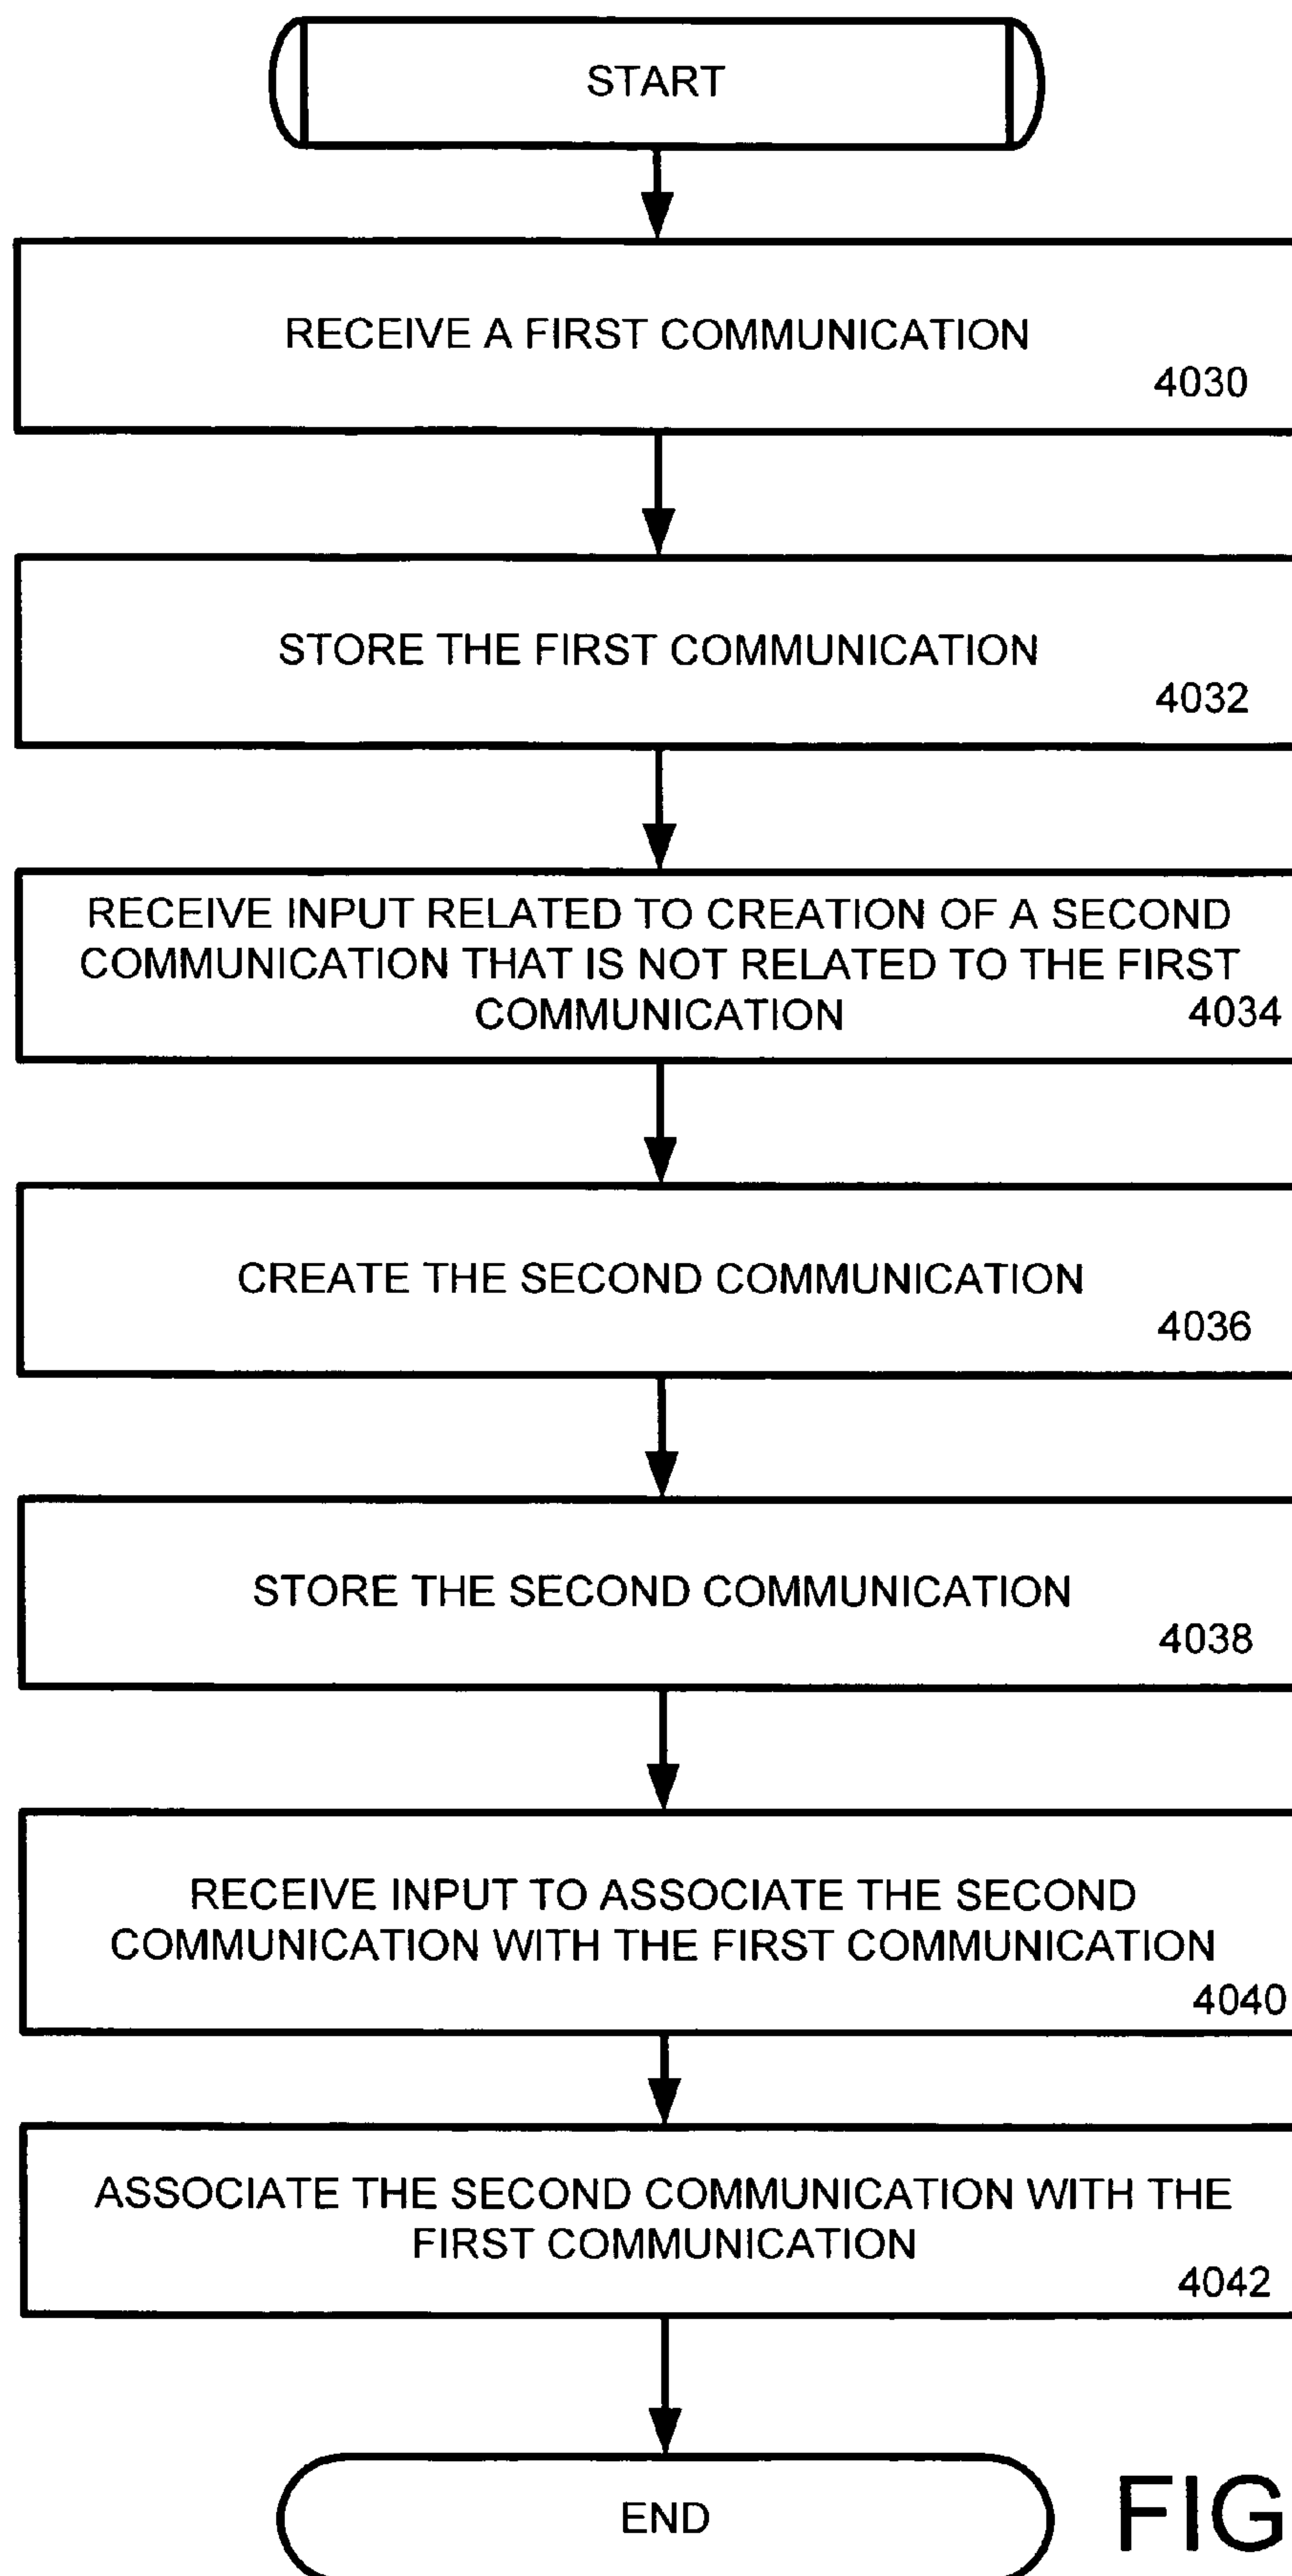 START
RECEIVE A FIRST COMMUNICATION
4030
STORE THE FIRST COMMUNICATION
4032
RECEIVE INPUT RELATED TO CREATION OF A SECOND
COMMUNICATION THAT IS NOT RELATED TO THE FIRST
COMMUNICATION
4034
CREATE THE SECOND COMMUNICATION
4036
STORE THE SECOND COMMUNICATION
4038
RECEIVE INPUT TO ASSOCIATE THE SECOND
COMMUNICATION WITH THE FIRST COMMUNICATION
4040
ASSOCIATE THE SECOND COMMUNICATION WITH THE
FIRST COMMUNICATION
4042
END
FIG